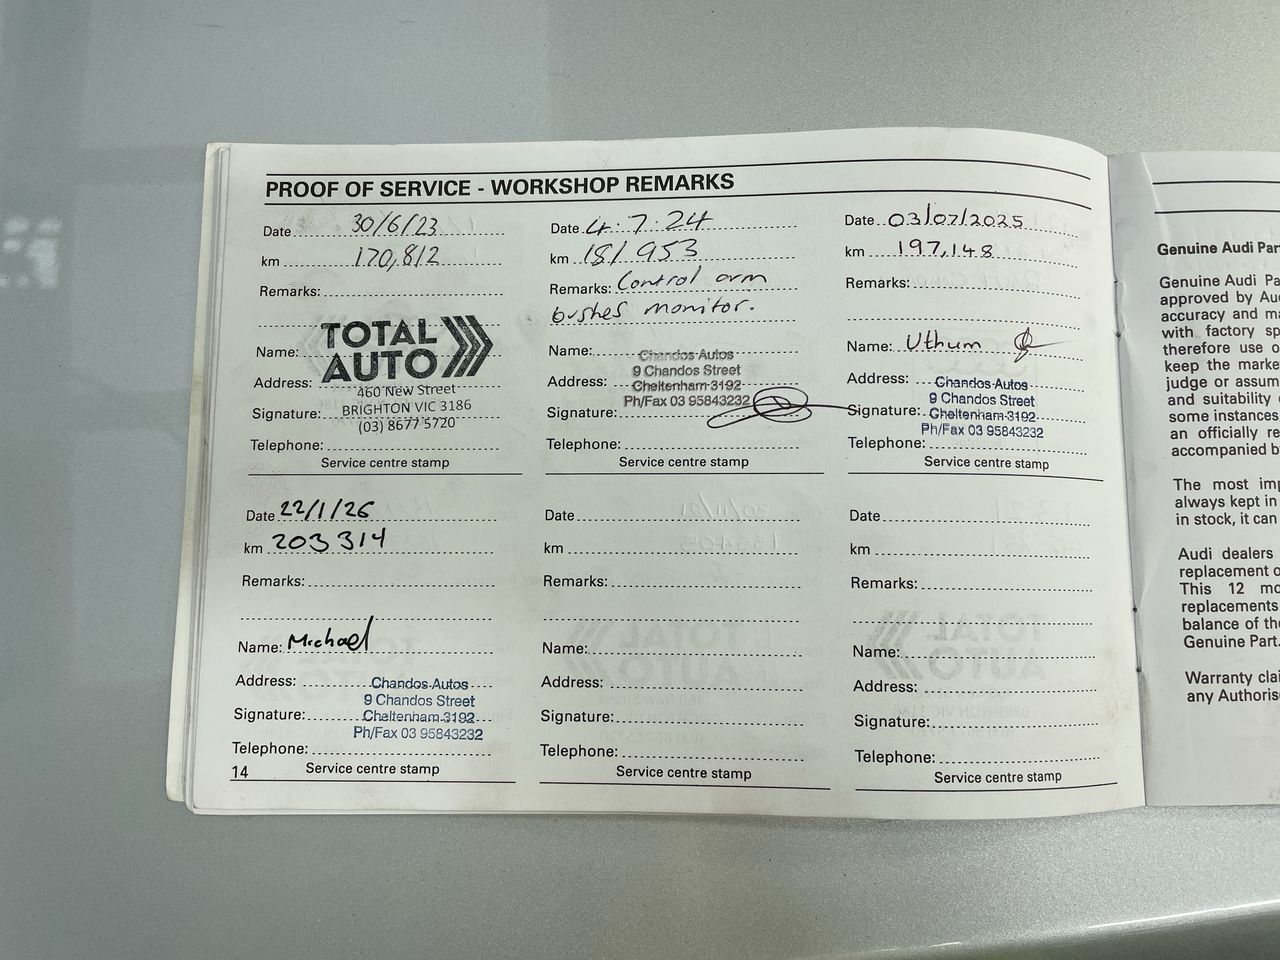 PROOF OF SERVICE - WORKSHOP REMARKS
Date 30/6/23
km 170,812
Remarks:
Name:
TOTAL
AUTO
Address:
460 New Street
Signature:
BRIGHTON VIC 3186
(03) 8677 5720
Telephone:
Service centre stamp
Date 4.7.24
km 181953
Remarks: Control arm
bushes monitor.
Name:
Chandos Autos
9 Chandos Street
Address:
Cheltenham 3192
Ph/Fax 03 95843232
Signature:
Telephone:
Service centre stamp
Date 03/07/2025
km 197,148
Remarks:
Name: Uthum
Address:
Chandos Autos
9 Chandos Street
Signature:
Cheltenham 3192
Ph/Fax 03 95843232
Telephone:
Service centre stamp
Date 22/1/26
km 203 314
Remarks:
Name: Michael
Address:
Chandos Autos
9 Chandos Street
Signature:
Cheltenham 3192
Ph/Fax 03 95843232
Telephone:
Service centre stamp
14
Date
km
Remarks:
Name:
Address:
Signature:
Telephone:
Service centre stamp
Date
km
Remarks:
Name:
Address:
Signature:
Telephone:
Service centre stamp
Genuine Audi Par
Genuine Audi Pa
approved by Au
accuracy and ma
with factory sp
therefore use o
keep the marke
judge or assum
and suitability
some instances,
an officially re
accompanied b
The most imp
always kept in
in stock, it can
Audi dealers
replacement o
This 12 mo
replacements
balance of the
Genuine Part.
Warranty clai
any Authoris